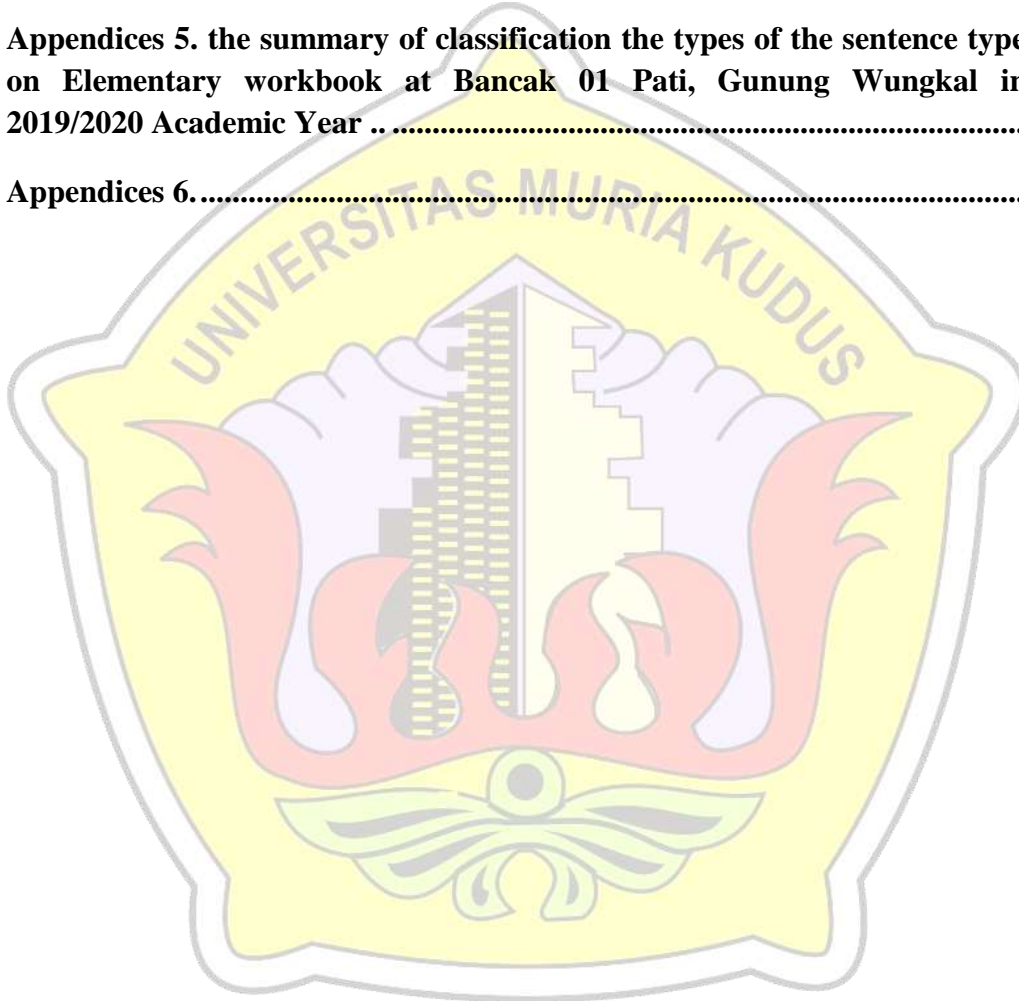 Appendices 5. the summary of classification the types of the sentence type
on Elementary workbook at Bancak 01 Pati, Gunung Wungkal in
2019/2020 Academic Year .. ...............................................................................
Appendices 6. .......................................................................................................
UNIVERSITAS MURIA KUDUS